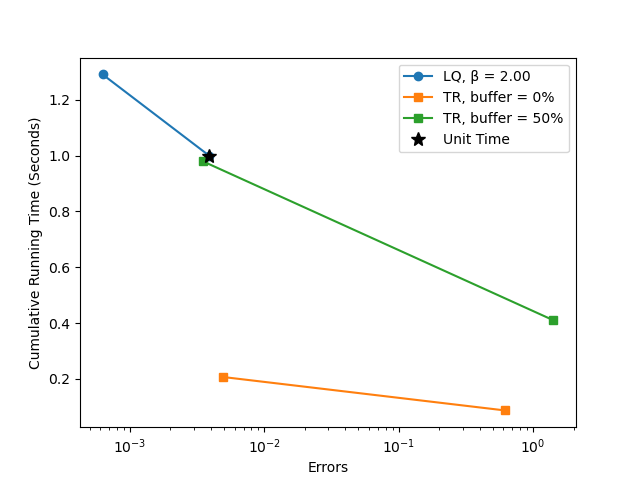 LQ, β = 2.00
TR, buffer = 0%
TR, buffer = 50%
Unit Time
Cumulative Running Time (Seconds)
1.2
1.0
0.8
0.6
0.4
0.2
10⁻³ 10⁻² 10⁻¹ 10⁰
Errors